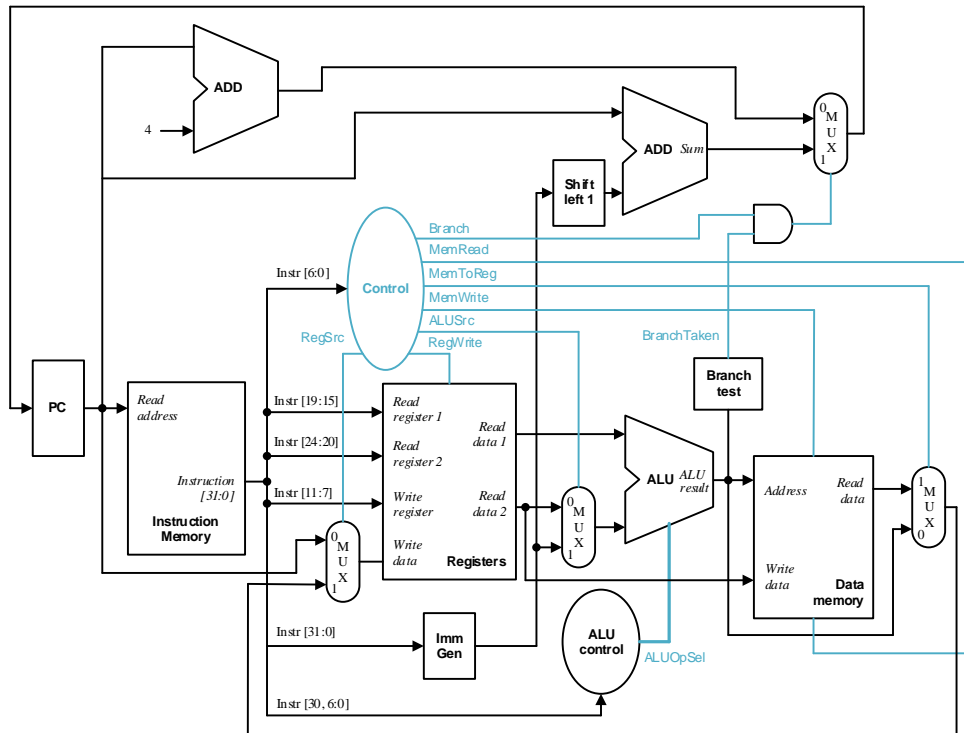 ADD
4
ADD
Sum
0
M
U
X
1
Shift
left 1
Branch
MemRead
MemToReg
MemWrite
ALUSrc
RegWrite
Control
Instr [6:0]
RegSrc
BranchTaken
Branch
test
PC
Read
address
Instruction
[31:0]
Instruction
Memory
Instr [19:15]
Instr [24:20]
Instr [11:7]
Read
register 1
Read
register 2
Write
register
Write
data
Read
data 1
Read
data 2
Registers
0
M
U
X
1
0
M
U
X
1
ALU
ALU
result
Address
Read
data
Write
data
Data
memory
1
M
U
X
0
Instr [31:0]
Imm
Gen
ALU
control
ALUOpSel
Instr [30, 6:0]